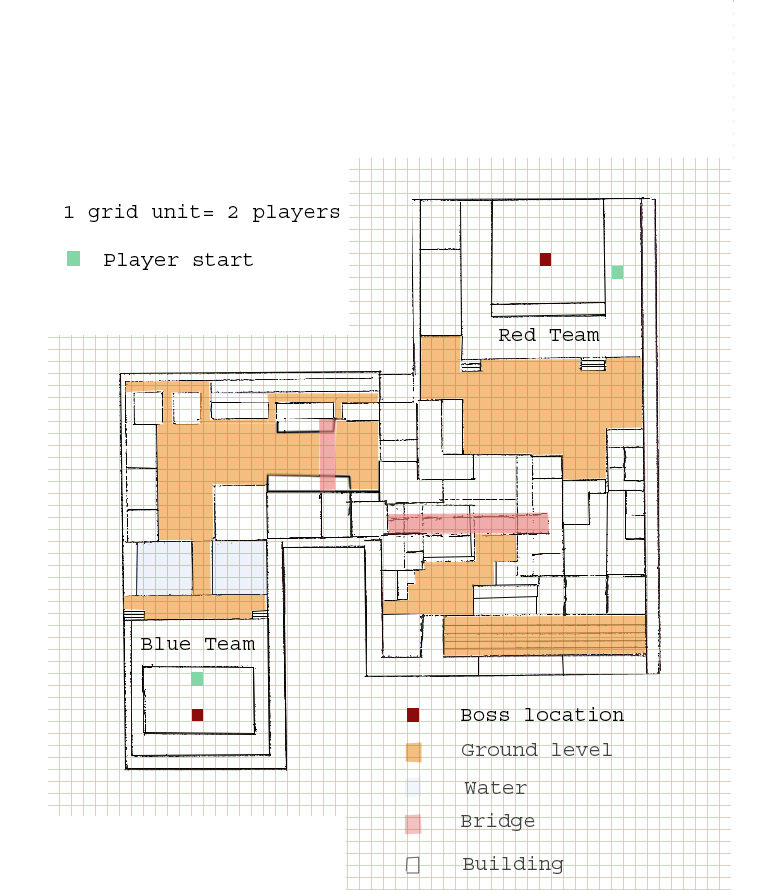 1 grid unit= 2 players
Player start
Red Team
Blue Team
Boss location
Ground level
Water
Bridge
Building